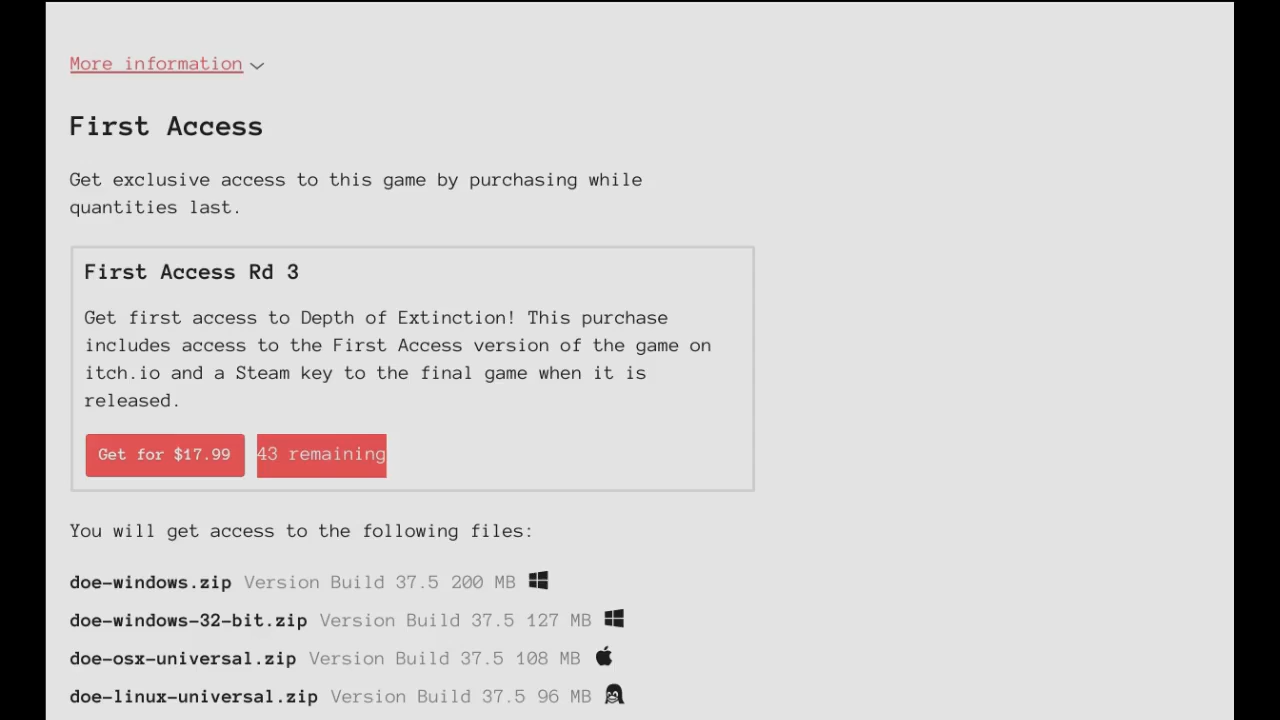 More information
First Access
Get exclusive access to this game by purchasing while
quantities last.
First Access Rd 3
Get first access to Depth of Extinction! This purchase
includes access to the First Access version of the game on
itch.io and a Steam key to the final game when it is
released.
Get for $17.99 43 remaining
You will get access to the following files:
doe-windows.zip Version Build 37.5 200 MB
doe-windows-32-bit.zip Version Build 37.5 127 MB
doe-osx-universal.zip Version Build 37.5 108 MB
doe-linux-universal.zip Version Build 37.5 96 MB